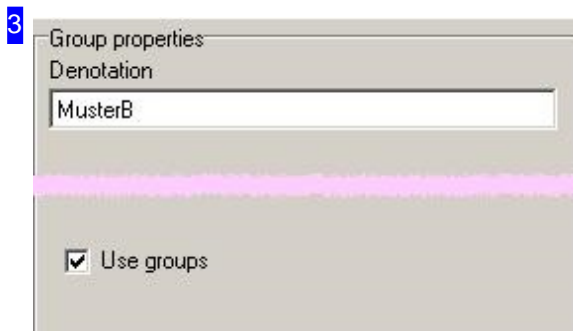 3
Group properties
Denotation
MusterB
Use groups